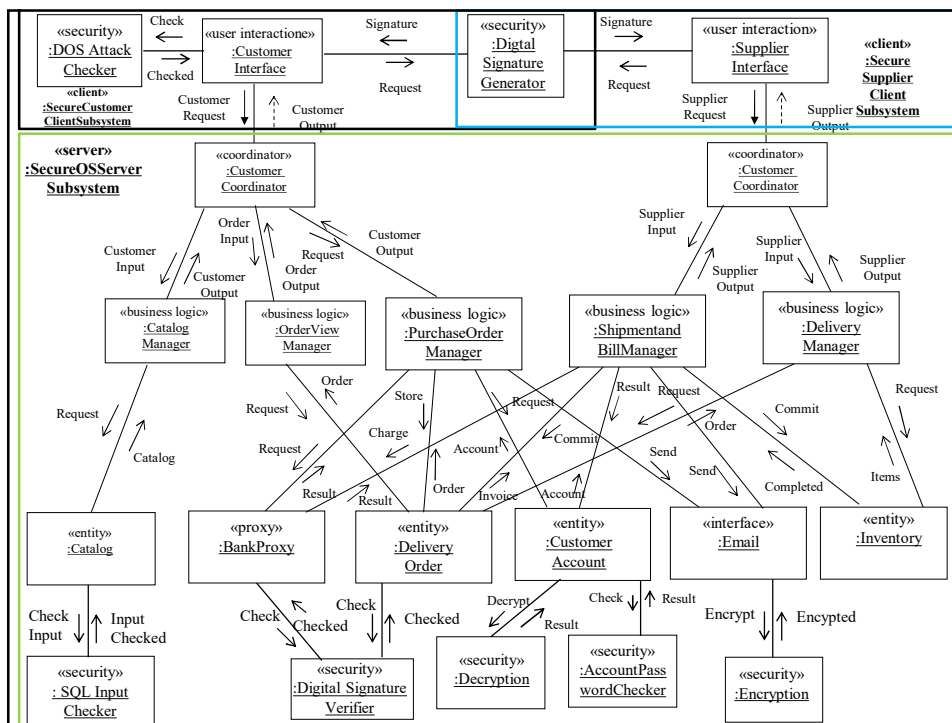 «security»
:DOS Attack
Checker
Check
Checked
«user interactione»
:Customer
Interface
Signature
Request
«security»
:Digtal
Signature
Generator
Signature
Request
«user interaction»
:Supplier
Interface
«client»
:Secure
Supplier
Client
Subsystem
«client»
:SecureCustomer
ClientSubsystem
Customer
Request
Customer
Output
Supplier
Request
Supplier
Output
«server»
:SecureOSServer
Subsystem
«coordinator»
:Customer
Coordinator
«coordinator»
:Customer
Coordinator
Customer
Input
Customer
Output
Order
Input
Order
Output
Request
Customer
Output
Supplier
Input
Supplier
Output
Supplier
Input
Supplier
Output
«business logic»
:Catalog
Manager
«business logic»
:OrderView
Manager
«business logic»
:PurchaseOrder
Manager
«business logic»
:Shipmentand
BillManager
«business logic»
:Delivery
Manager
Request
Catalog
Request
Order
Store
Request
Result
Request
Charge
Result
Order
Account
Invoice
Commit
Result
Account
Request
Order
Send
Send
Commit
Completed
Request
Items
«entity»
:Catalog
«proxy»
:BankProxy
«entity»
:Delivery
Order
«entity»
:Customer
Account
«interface»
:Email
«entity»
:Inventory
Check
Input
Input
Checked
Check
Checked
Check
Checked
Decrypt
Result
Check
Result
Encrypt
Encypted
«security»
: SQL Input
Checker
«security»
:Digital Signature
Verifier
«security»
:Decryption
«security»
:AccountPass
wordChecker
«security»
:Encryption